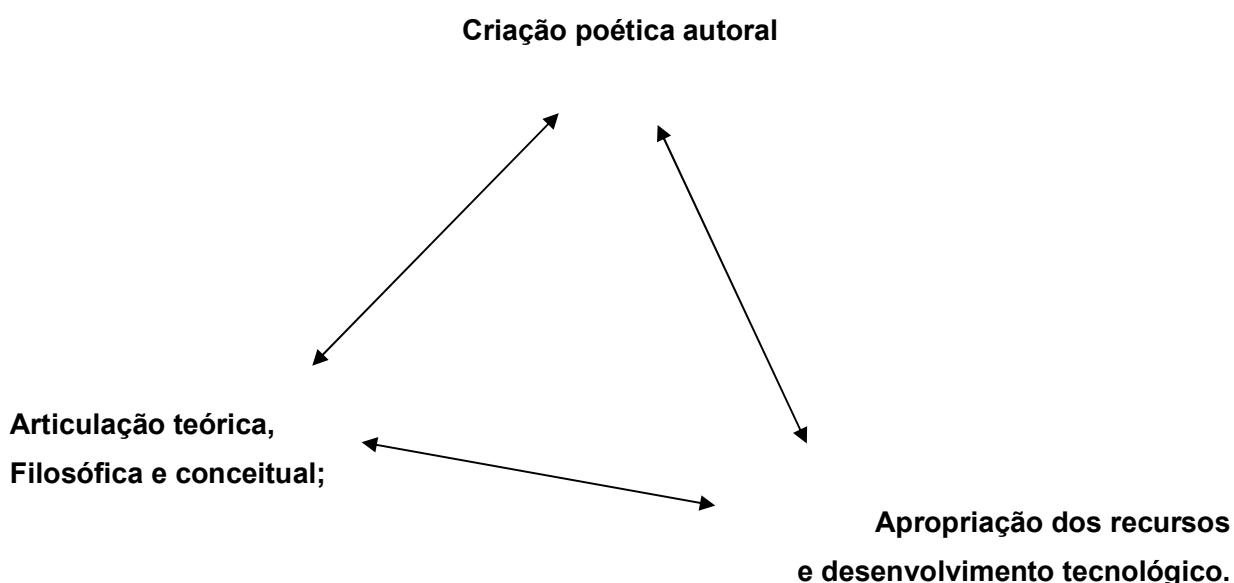 Criação poética autoral
Articulação teórica,
Filosófica e conceitual;
Apropriação dos recursos
e desenvolvimento tecnológico.